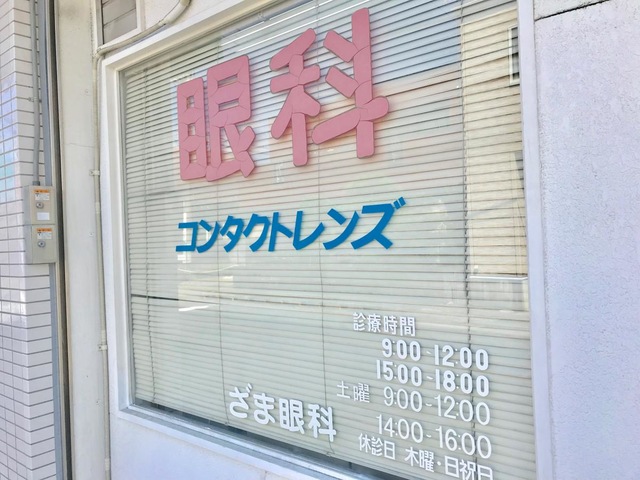 眼科
コンタクトレンズ
診療時間
9:00-12:00
15:00-18:00
土曜 9:00-12:00
14:00-16:00
休診日 木曜・日祝日
ざま眼科